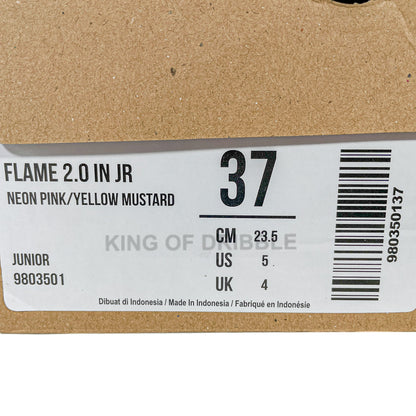 FLAME 2.0 IN JR
NEON PINK/YELLOW MUSTARD
37
KING OF DRIBBLE
CM 23.5
US 5
UK 4
JUNIOR
9803501
Dibuat di Indonesia / Made In Indonesia / Fabriqué en Indonésie
980350137